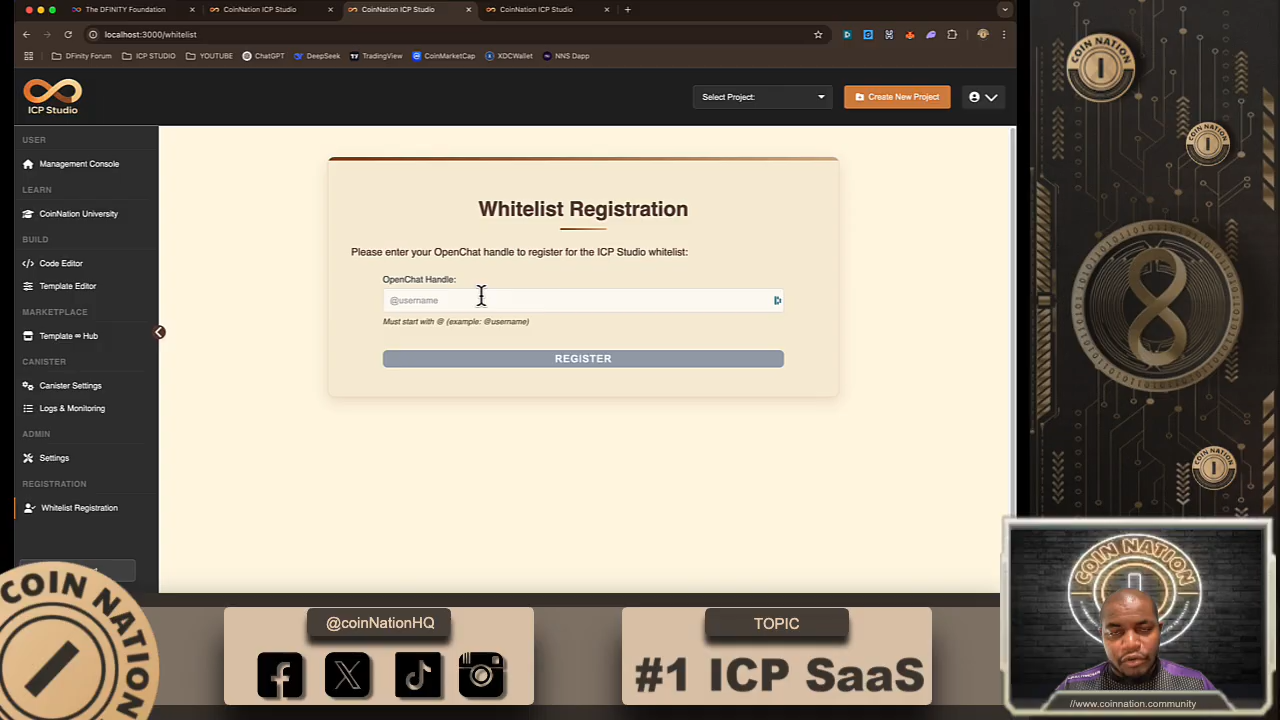 The DFINITY Foundation
CoinNation ICP Studio
CoinNation ICP Studio
CoinNation ICP Studio
localhost:3000/whitelist
DFinity Forum
ICP STUDIO
YOUTUBE
ChatGPT
DeepSeek
TradingView
CoinMarketCap
XDCWallet
NNS Dapp
ICP Studio
Select Project:
Create New Project
USER
Management Console
LEARN
CoinNation University
BUILD
Code Editor
Template Editor
MARKETPLACE
Template ∞ Hub
CANISTER
Canister Settings
Logs & Monitoring
ADMIN
Settings
REGISTRATION
Whitelist Registration
Whitelist Registration
Please enter your OpenChat handle to register for the ICP Studio whitelist:
OpenChat Handle:
@username
Must start with @ (example: @username)
REGISTER
COIN NATION
@coinNationHQ
TOPIC
#1 ICP SaaS
COIN NATION
//www.coinnation.community